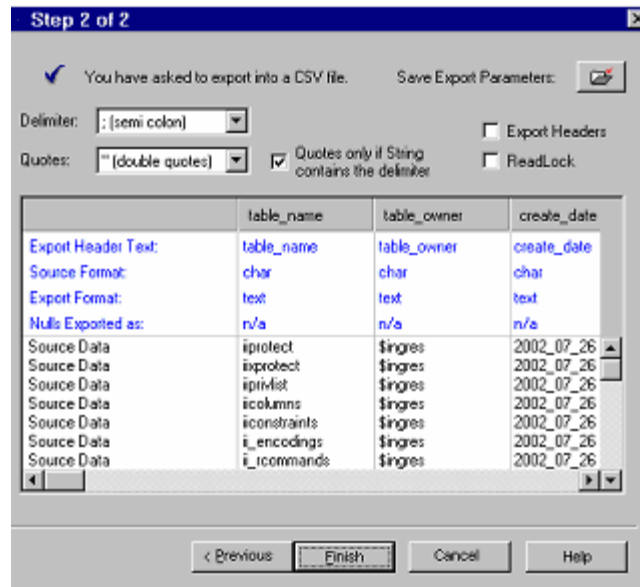 Step 2 of 2
You have asked to export into a CSV file. Save Export Parameters:
Delimiter: ; (semi colon) Export Headers
Quotes: "" (double quotes) Quotes only if String contains the delimiter ReadLock
table_name table_owner create_date
Export Header Text: table_name table_owner create_date
Source Format: char char char
Export Format: text text text
Nulls Exported as: n/a n/a n/a
Source Data iiprotect $ingres 2002_07_26
Source Data iixprotect $ingres 2002_07_26
Source Data iiprivlist $ingres 2002_07_26
Source Data iicolumns $ingres 2002_07_26
Source Data iiconstraints $ingres 2002_07_26
Source Data ii_encodings $ingres 2002_07_26
Source Data ii_rcommands $ingres 2002_07_26
< Previous Finish Cancel Help